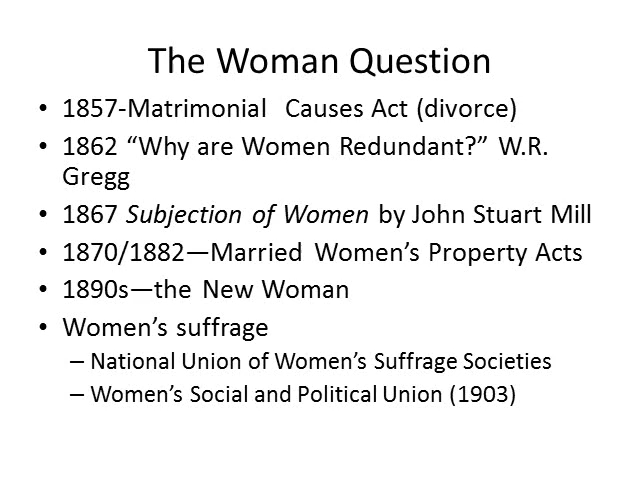 The Woman Question
• 1857-Matrimonial Causes Act (divorce)
• 1862 “Why are Women Redundant?” W.R.
Gregg
• 1867 Subjection of Women by John Stuart Mill
• 1870/1882—Married Women’s Property Acts
• 1890s—the New Woman
• Women’s suffrage
– National Union of Women’s Suffrage Societies
– Women’s Social and Political Union (1903)